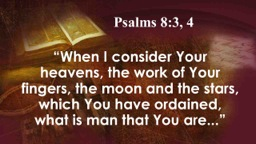 Psalms 8:3, 4
“When I consider Your
heavens, the work of Your
fingers, the moon and the stars,
which You have ordained,
what is man that You are...”